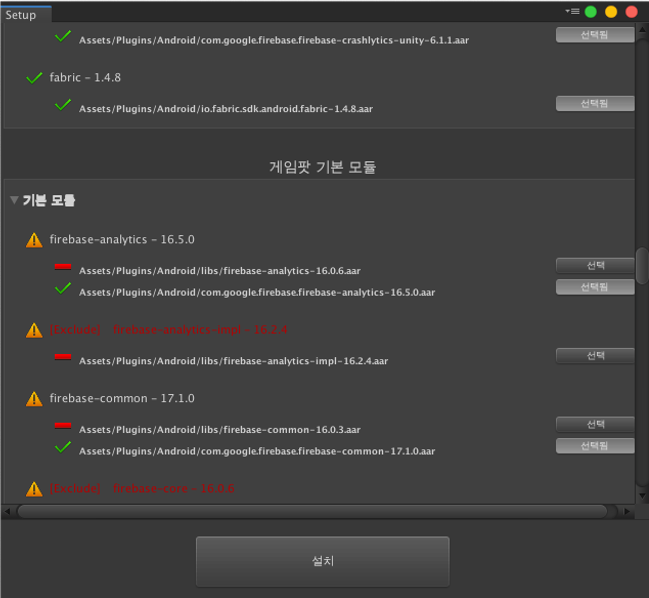 Setup
Assets/Plugins/Android/com.google.firebase.firebase-crashlytics-unity-6.1.1.aar 선택됨
fabric - 1.4.8
Assets/Plugins/Android/io.fabric.sdk.android.fabric-1.4.8.aar 선택됨
게임팟 기본 모듈
기본 모듈
firebase-analytics - 16.5.0
Assets/Plugins/Android/libs/firebase-analytics-16.0.6.aar 선택
Assets/Plugins/Android/com.google.firebase.firebase-analytics-16.5.0.aar 선택됨
[Exclude] firebase-analytics-impl - 16.2.4
Assets/Plugins/Android/libs/firebase-analytics-impl-16.2.4.aar 선택
firebase-common - 17.1.0
Assets/Plugins/Android/libs/firebase-common-16.0.3.aar 선택
Assets/Plugins/Android/com.google.firebase.firebase-common-17.1.0.aar 선택됨
[Exclude] firebase-core - 16.0.6
설치